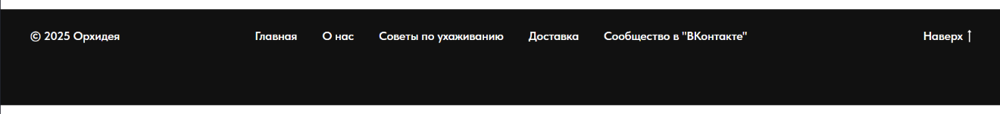 © 2025 Орхидея Главная О нас Советы по ухаживанию Доставка Сообщество в "ВКонтакте" Наверх ↑